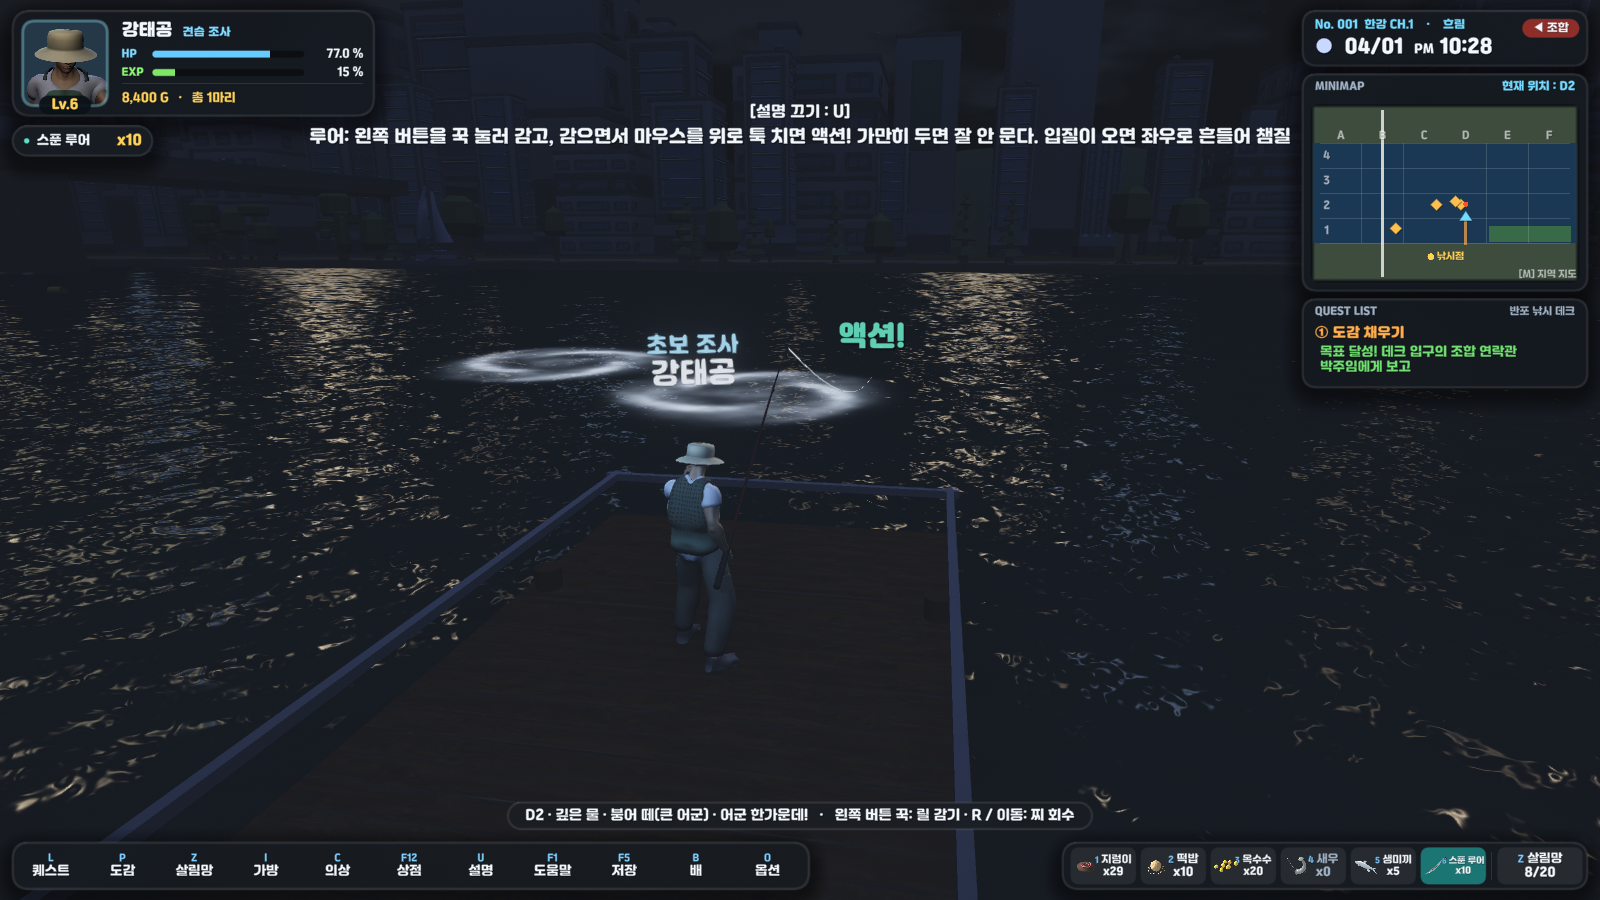 강태공 견습 조사
HP 77.0 %
EXP 15 %
Lv.6
8,400 G · 총 1마리
스푼 루어 x10
[설명 끄기 : U]
루어: 왼쪽 버튼을 꾹 눌러 감고, 감으면서 마우스를 위로 툭 치면 액션! 가만히 두면 잘 안 문다. 입질이 오면 좌우로 흔들어 챔질
No. 001 한강 CH.1 · 흐림
◀ 조합
04/01 PM 10:28
MINIMAP 현재 위치 : D2
A B C D E F
4
3
2
1
낚시점
[M] 지역 지도
QUEST LIST 반포 낚시 데크
① 도감 채우기
목표 달성! 데크 입구의 조합 연락관
박주임에게 보고
액션!
초보 조사
강태공
D2 · 깊은 물 · 붕어 떼(큰 어군) · 어군 한가운데! · 왼쪽 버튼 꾹: 릴 감기 · R / 이동: 찌 회수
L 퀘스트
P 도감
Z 살림망
I 가방
C 의상
F12 상점
U 설명
F1 도움말
F5 저장
B 배
O 옵션
1 지렁이 x29
2 떡밥 x10
3 옥수수 x20
4 새우 x0
5 생미끼 x5
6 스푼 루어 x10
Z 살림망 8/20